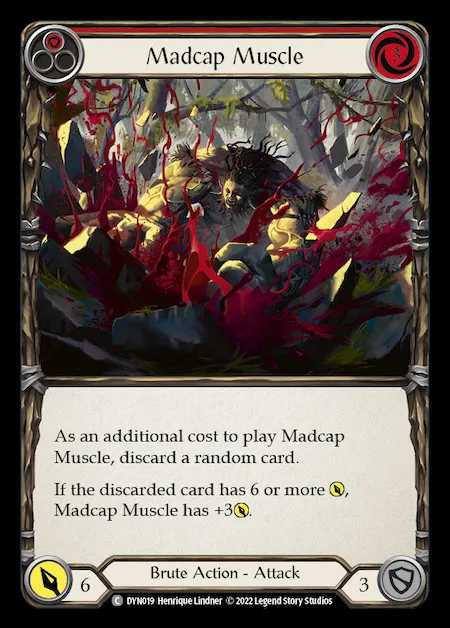 Madcap Muscle
3
As an additional cost to play Madcap
Muscle, discard a random card.
If the discarded card has 6 or more ,
Madcap Muscle has +3.
6
Brute Action - Attack
3
C DYN019 Henrique Lindner © 2022 Legend Story Studios